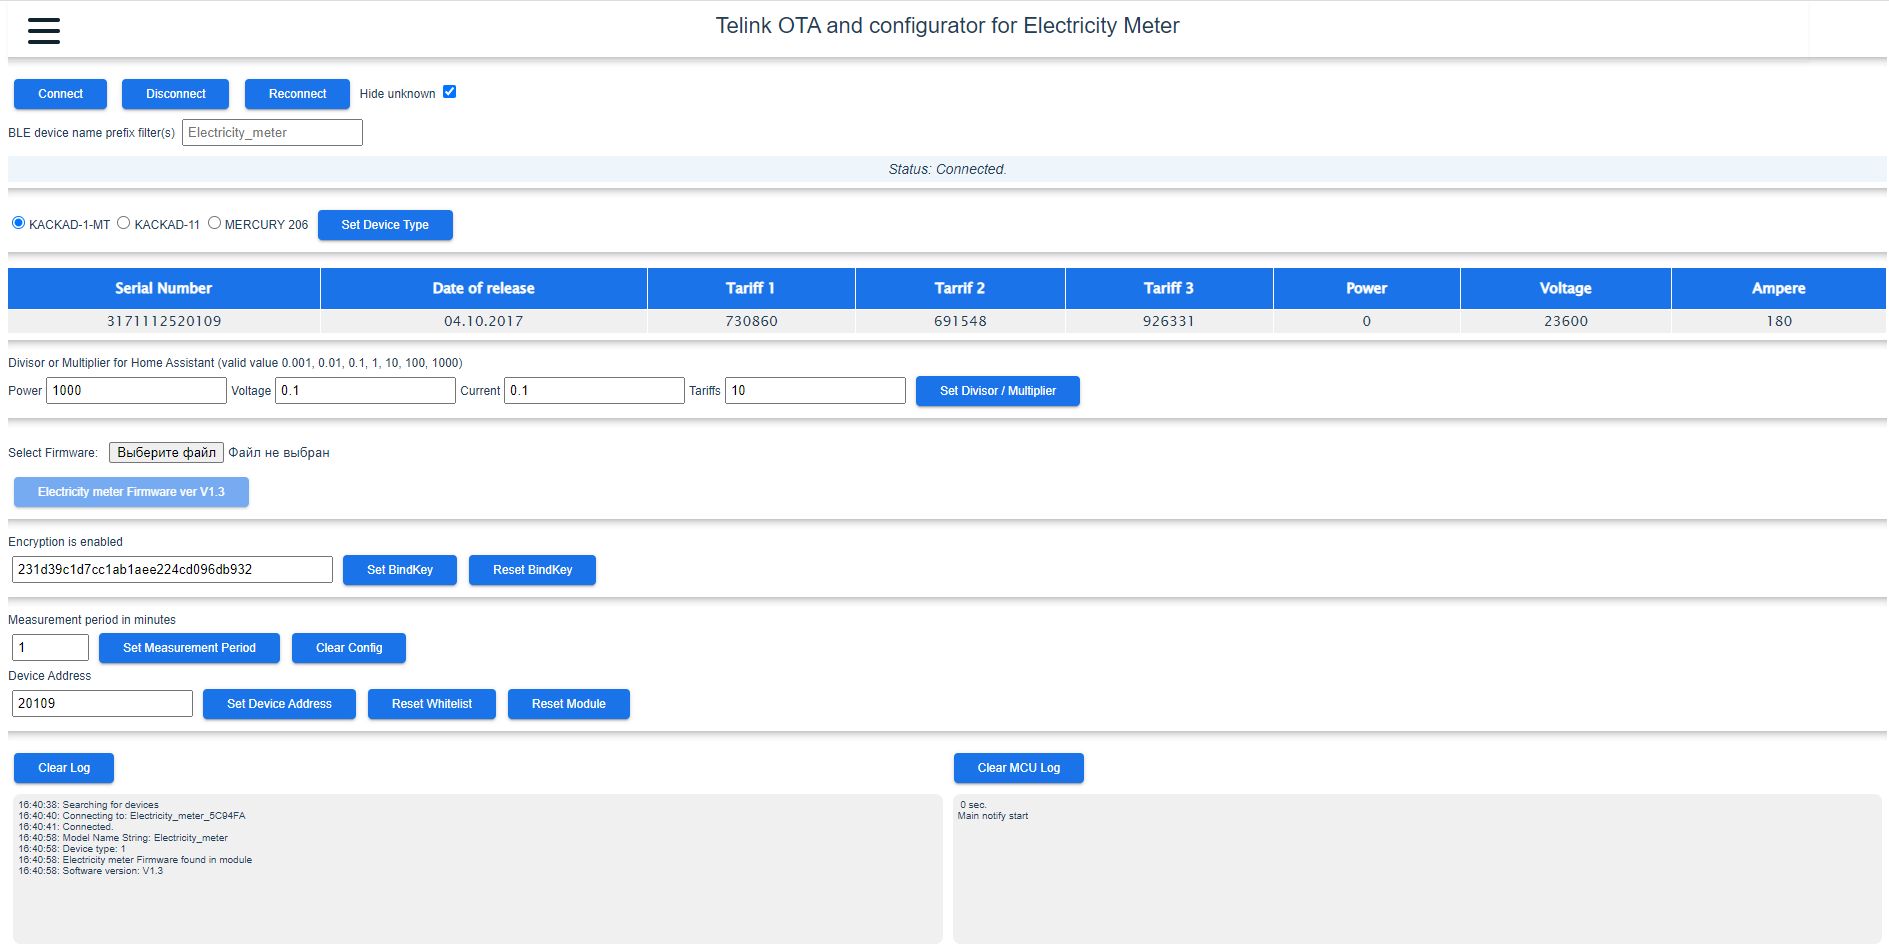 Telink OTA and configurator for Electricity Meter
Connect Disconnect Reconnect Hide unknown
BLE device name prefix filter(s) Electricity_meter
Status: Connected.
KACKAD-1-MT KACKAD-11 MERCURY 206 Set Device Type
Serial Number Date of release Tariff 1 Tarrif 2 Tariff 3 Power Voltage Ampere
3171112520109 04.10.2017 730860 691548 926331 0 23600 180
Divisor or Multiplier for Home Assistant (valid value 0.001, 0.01, 0.1, 1, 10, 100, 1000)
Power 1000 Voltage 0.1 Current 0.1 Tariffs 10 Set Divisor / Multiplier
Select Firmware: Выберите файл Файл не выбран
Electricity meter Firmware ver V1.3
Encryption is enabled
231d39c1d7cc1ab1aee224cd096db932 Set BindKey Reset BindKey
Measurement period in minutes
1 Set Measurement Period Clear Config
Device Address
20109 Set Device Address Reset Whitelist Reset Module
Clear Log
16:40:38: Searching for devices
16:40:40: Connecting to: Electricity_meter_5C94FA
16:40:41: Connected.
16:40:58: Model Name String: Electricity_meter
16:40:58: Device type: 1
16:40:58: Electricity meter Firmware found in module
16:40:58: Software version: V1.3
Clear MCU Log
0 sec.
Main notify start